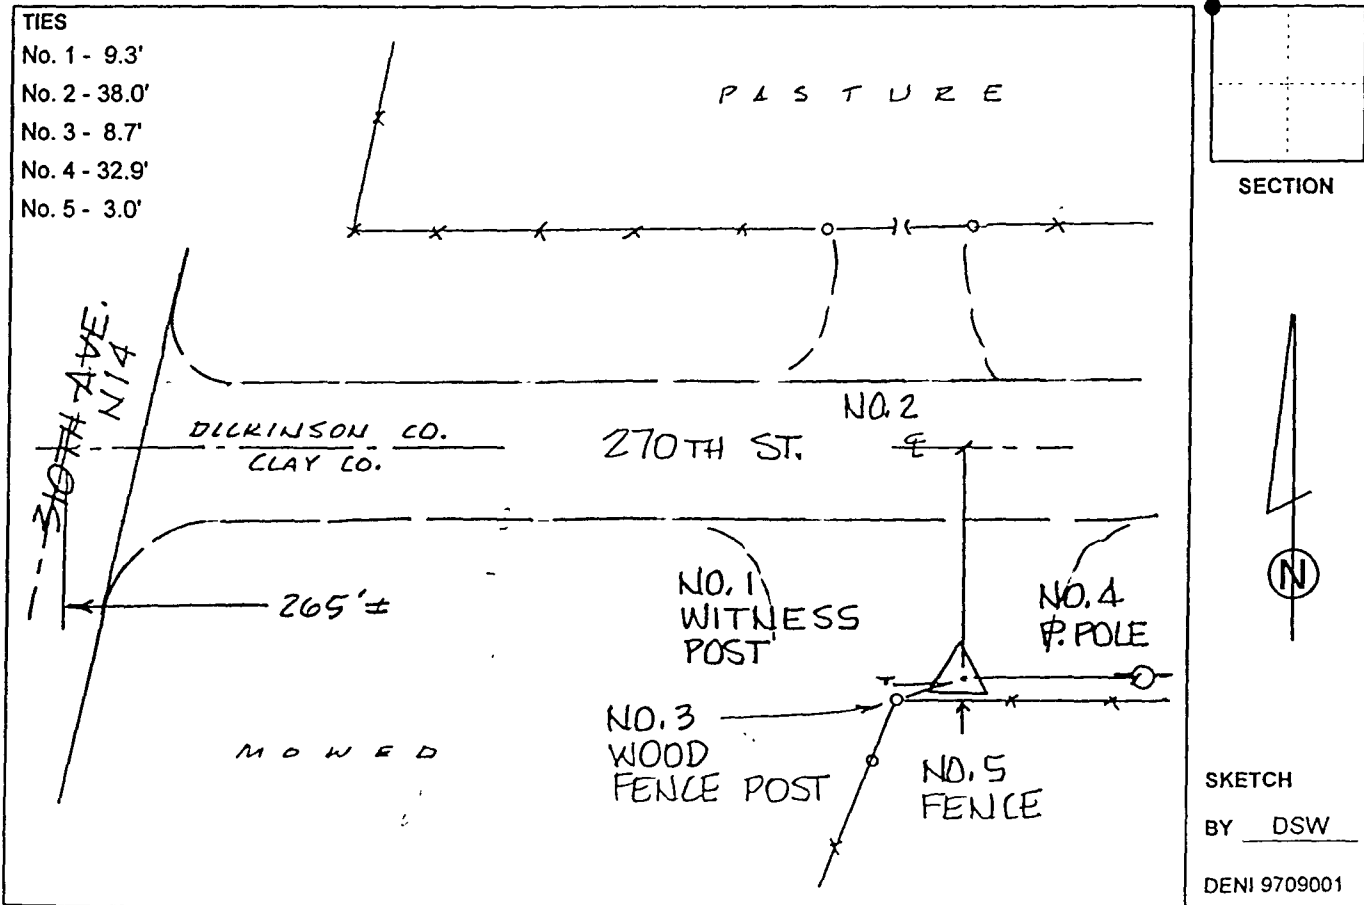 TIES
No. 1 - 9.3'
No. 2 - 38.0'
No. 3 - 8.7'
No. 4 - 32.9'
No. 5 - 3.0'
PASTURE
SECTION
310TH AVE.
N14
DICKINSON CO.
CLAY CO.
270TH ST.
NO. 2
℄
265'±
NO. 1
WITNESS
POST
NO. 4
P. POLE
NO. 3
WOOD
FENCE POST
NO. 5
FENCE
MOWED
N
SKETCH
BY DSW
DENI 9709001